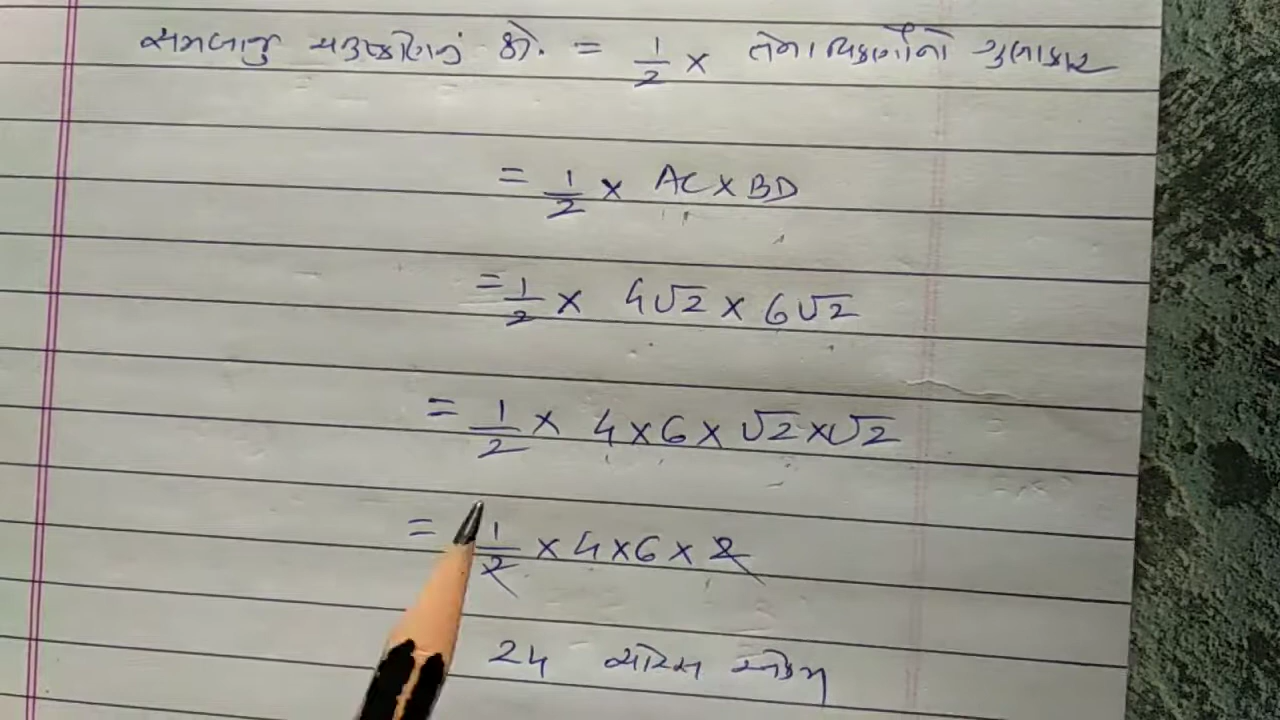 સમબાજુ ચતુષ્કોણનું ક્ષે. = 1/2 × તેના વિકર્ણોનો ગુણાકાર
= 1/2 × AC × BD
= 1/2 × 4√2 × 6√2
= 1/2 × 4 × 6 × √2 × √2
= 1/2 × 4 × 6 × 2
24 ચોરસ એકમ